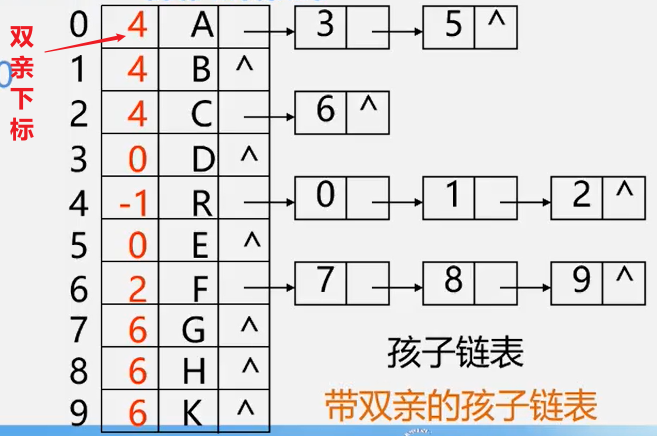 双亲下标
0 4 A 3 5 ^
1 4 B ^
2 4 C 6 ^
3 0 D ^
4 -1 R 0 1 2 ^
5 0 E ^
6 2 F 7 8 9 ^
7 6 G ^
8 6 H ^
9 6 K ^
孩子链表
带双亲的孩子链表